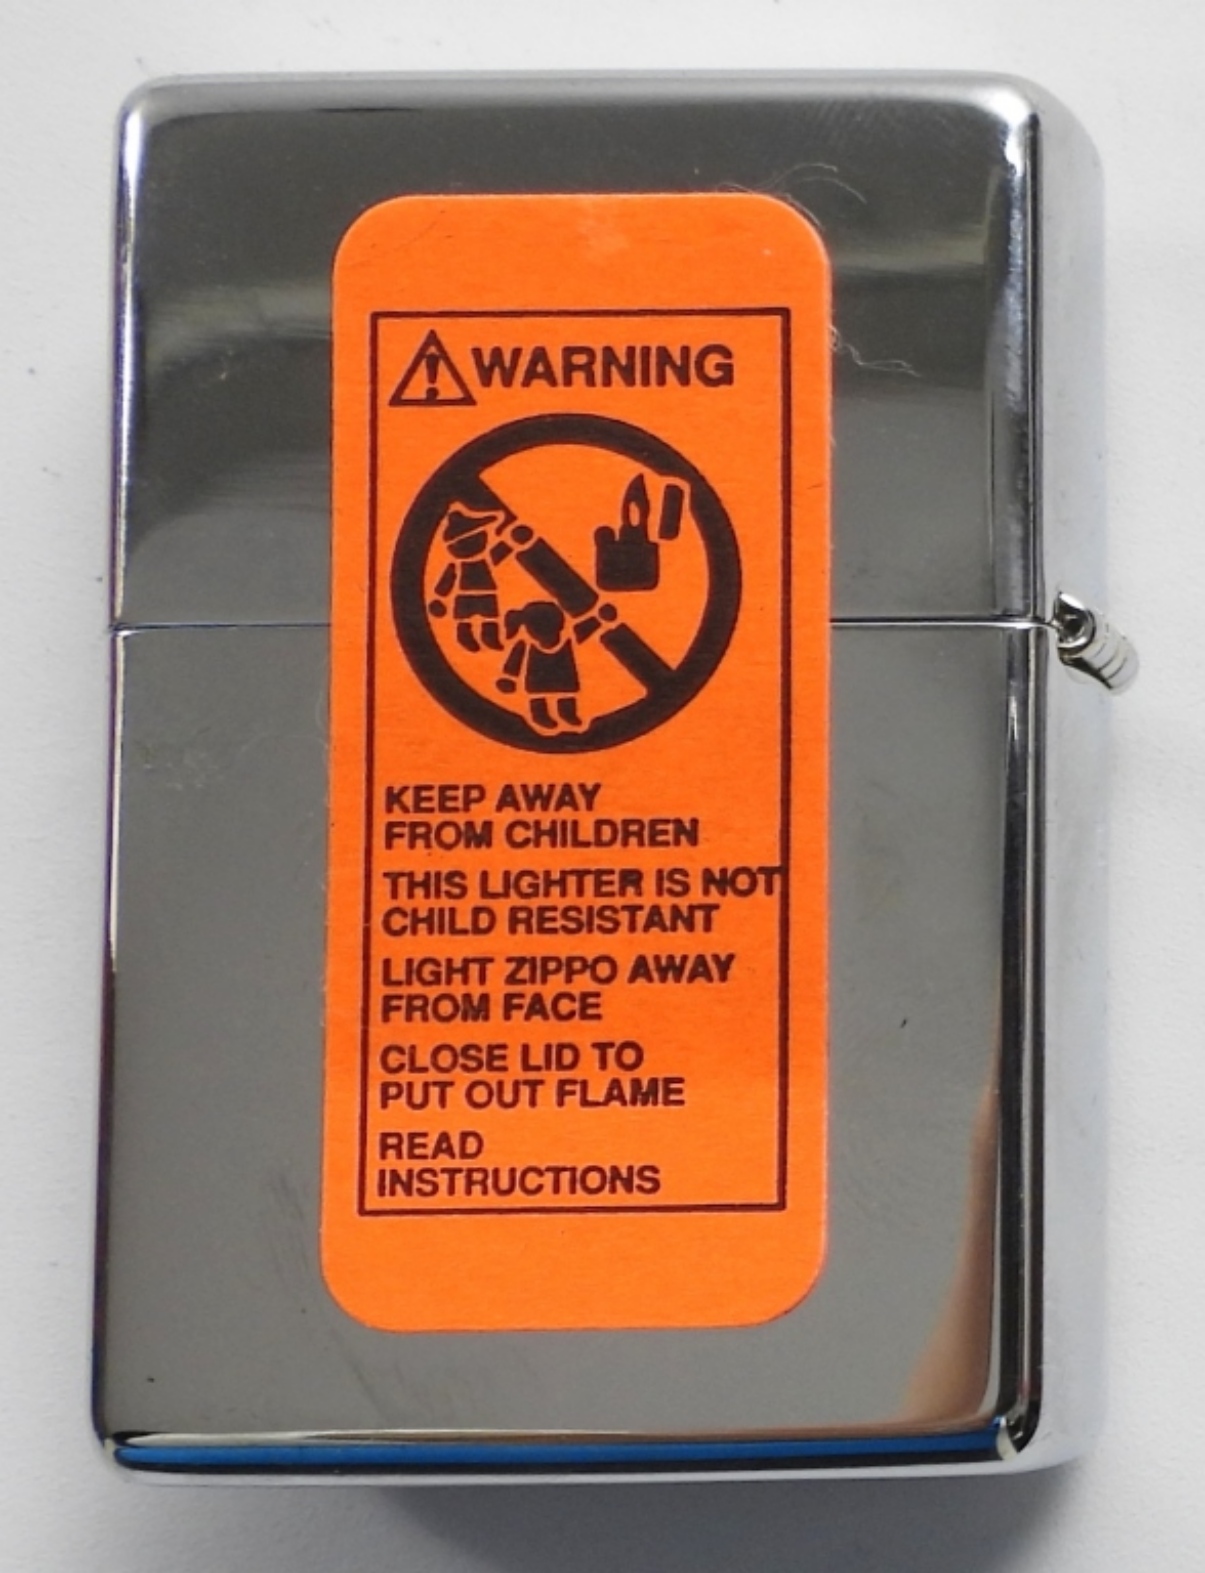 WARNING
KEEP AWAY
FROM CHILDREN
THIS LIGHTER IS NOT
CHILD RESISTANT
LIGHT ZIPPO AWAY
FROM FACE
CLOSE LID TO
PUT OUT FLAME
READ
INSTRUCTIONS